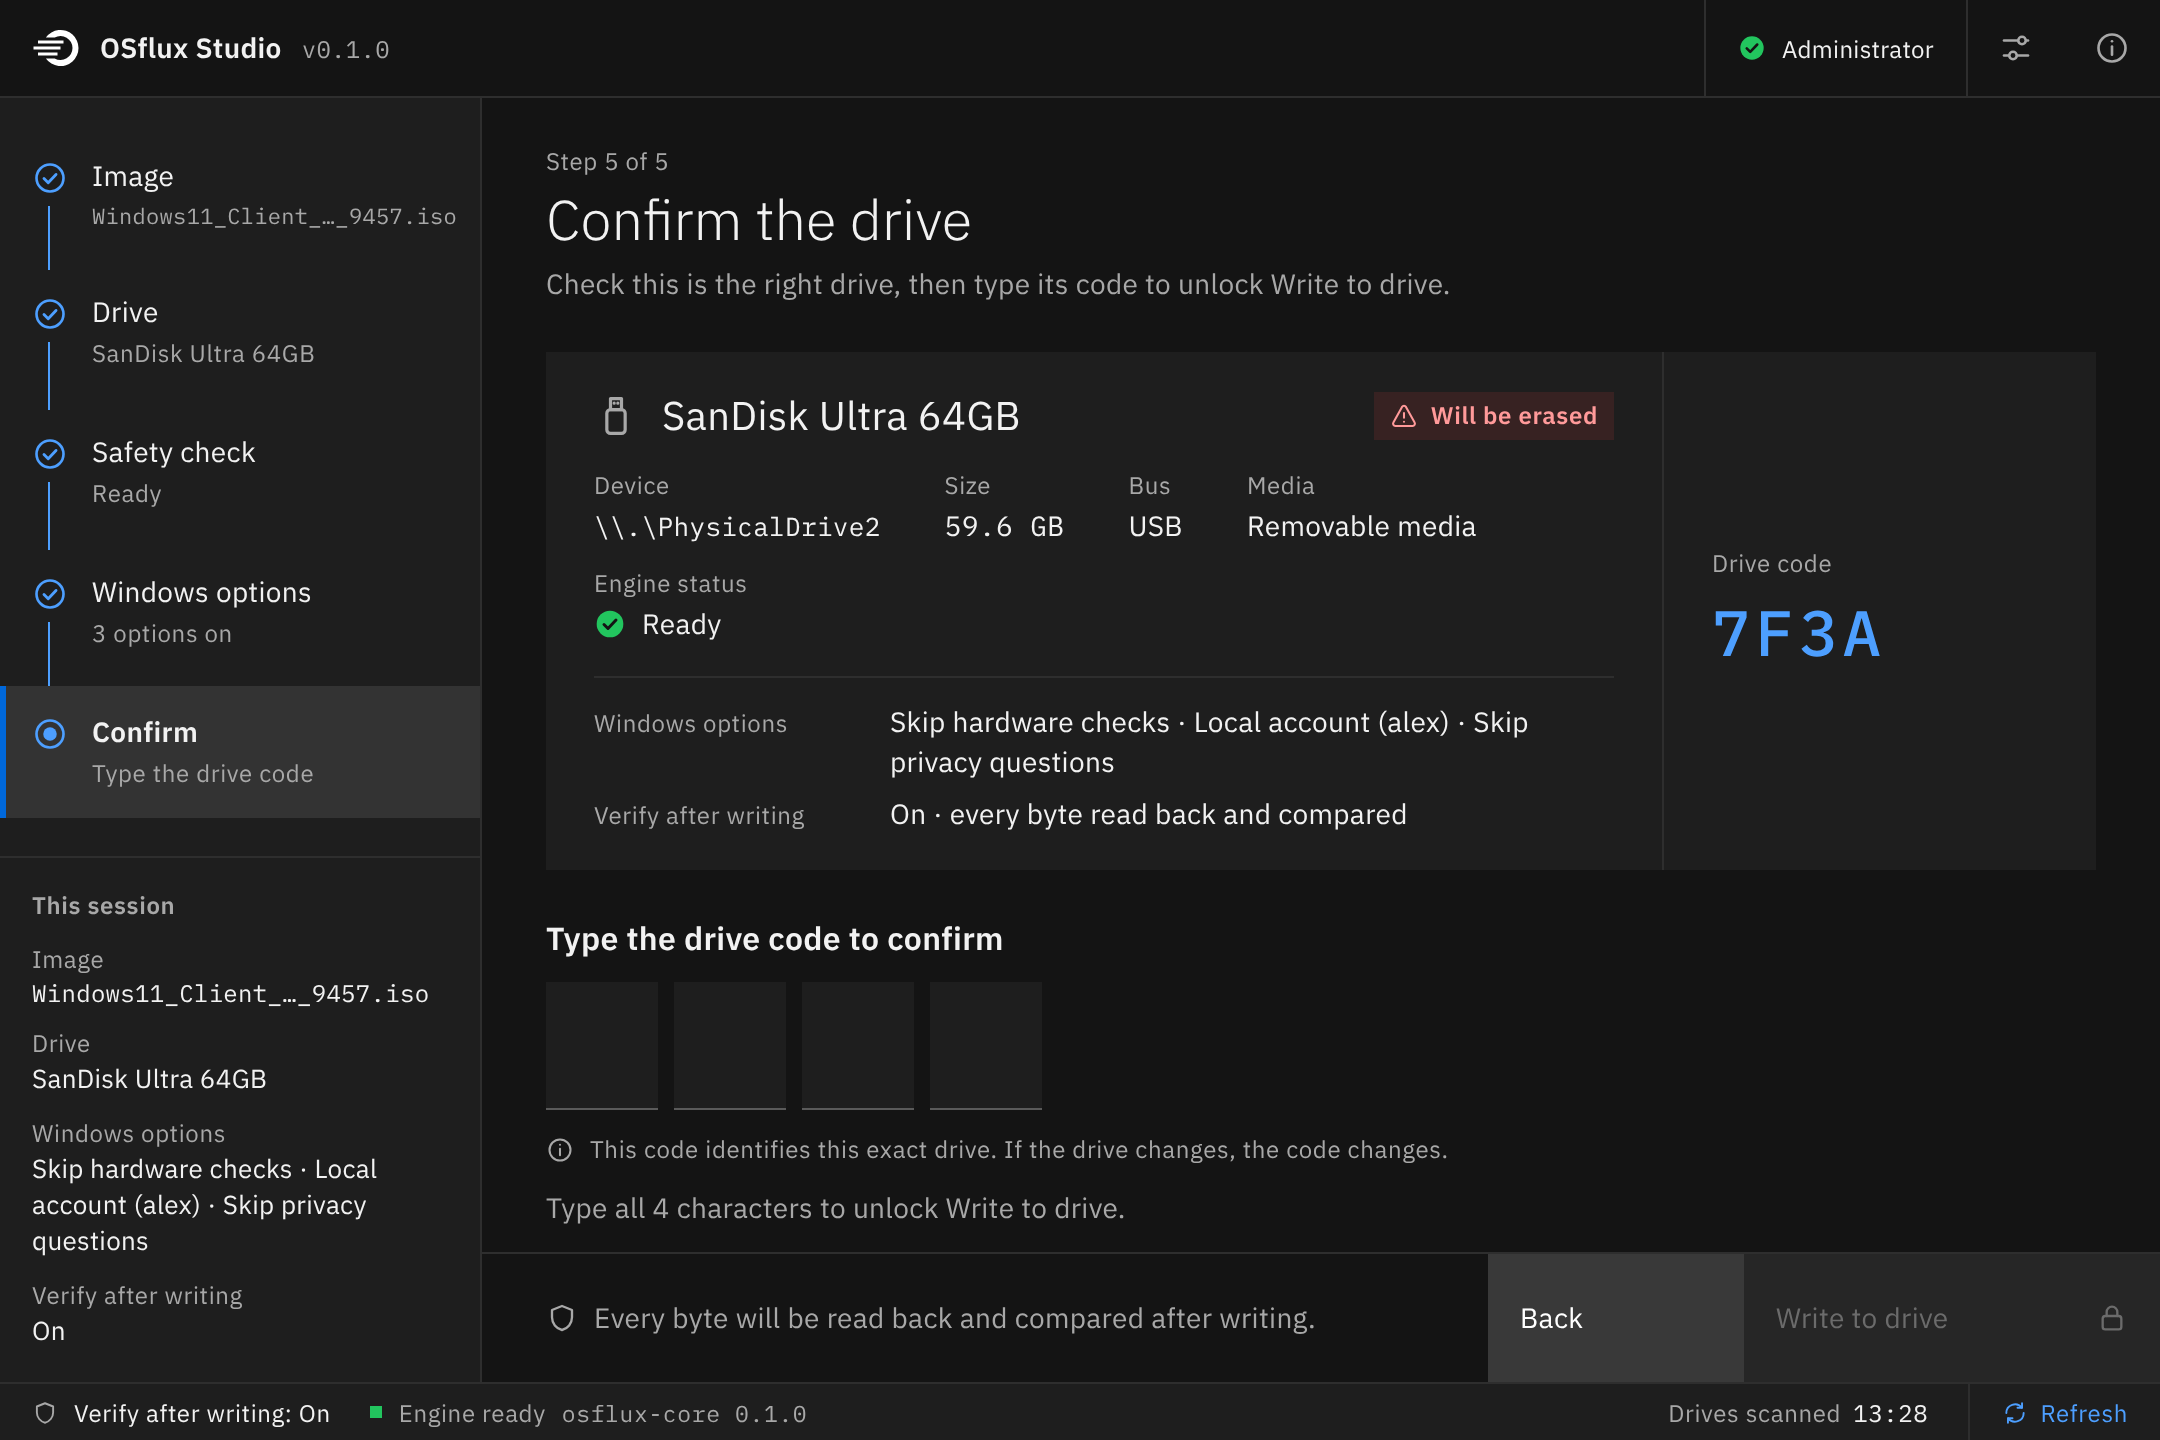 OSflux Studio v0.1.0
Administrator
Image
Windows11_Client_…_9457.iso
Drive
SanDisk Ultra 64GB
Safety check
Ready
Windows options
3 options on
Confirm
Type the drive code
This session
Image
Windows11_Client_…_9457.iso
Drive
SanDisk Ultra 64GB
Windows options
Skip hardware checks · Local
account (alex) · Skip privacy
questions
Verify after writing
On
Step 5 of 5
Confirm the drive
Check this is the right drive, then type its code to unlock Write to drive.
SanDisk Ultra 64GB
Will be erased
Device Size Bus Media
\\.\PhysicalDrive2 59.6 GB USB Removable media
Engine status
Ready
Windows options Skip hardware checks · Local account (alex) · Skip
privacy questions
Verify after writing On · every byte read back and compared
Drive code
7F3A
Type the drive code to confirm
This code identifies this exact drive. If the drive changes, the code changes.
Type all 4 characters to unlock Write to drive.
Every byte will be read back and compared after writing.
Back
Write to drive
Verify after writing: On
Engine ready osflux-core 0.1.0
Drives scanned 13:28
Refresh